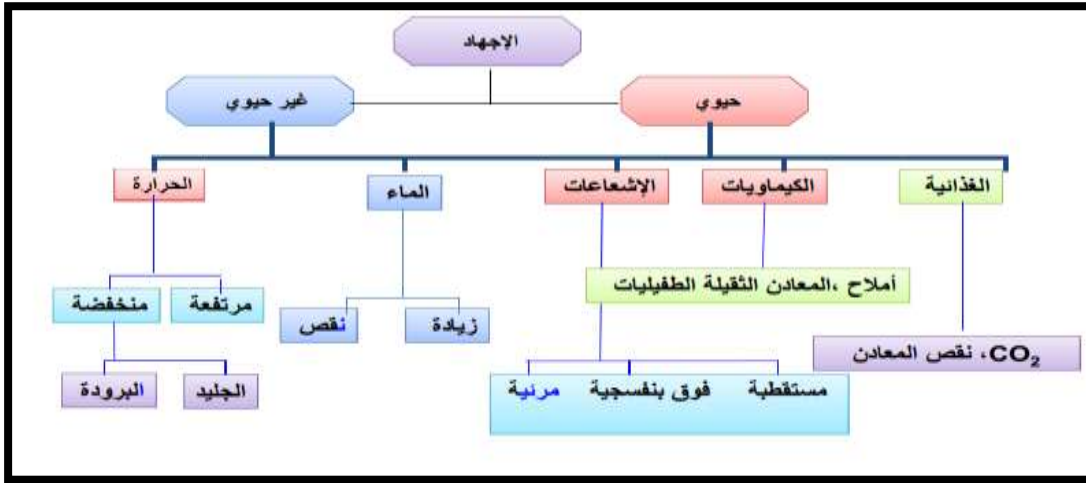 الإجهاد
حيوي
غير حيوي
الغذائية
الكيماويات
الإشعاعات
الماء
الحرارة
أملاح ،المعادن الثقيلة الطفيليات
مرتفعة
منخفضة
زيادة
نقص
CO₂، نقص المعادن
الجليد
البرودة
مستقطبة
فوق بنفسجية
مرئية